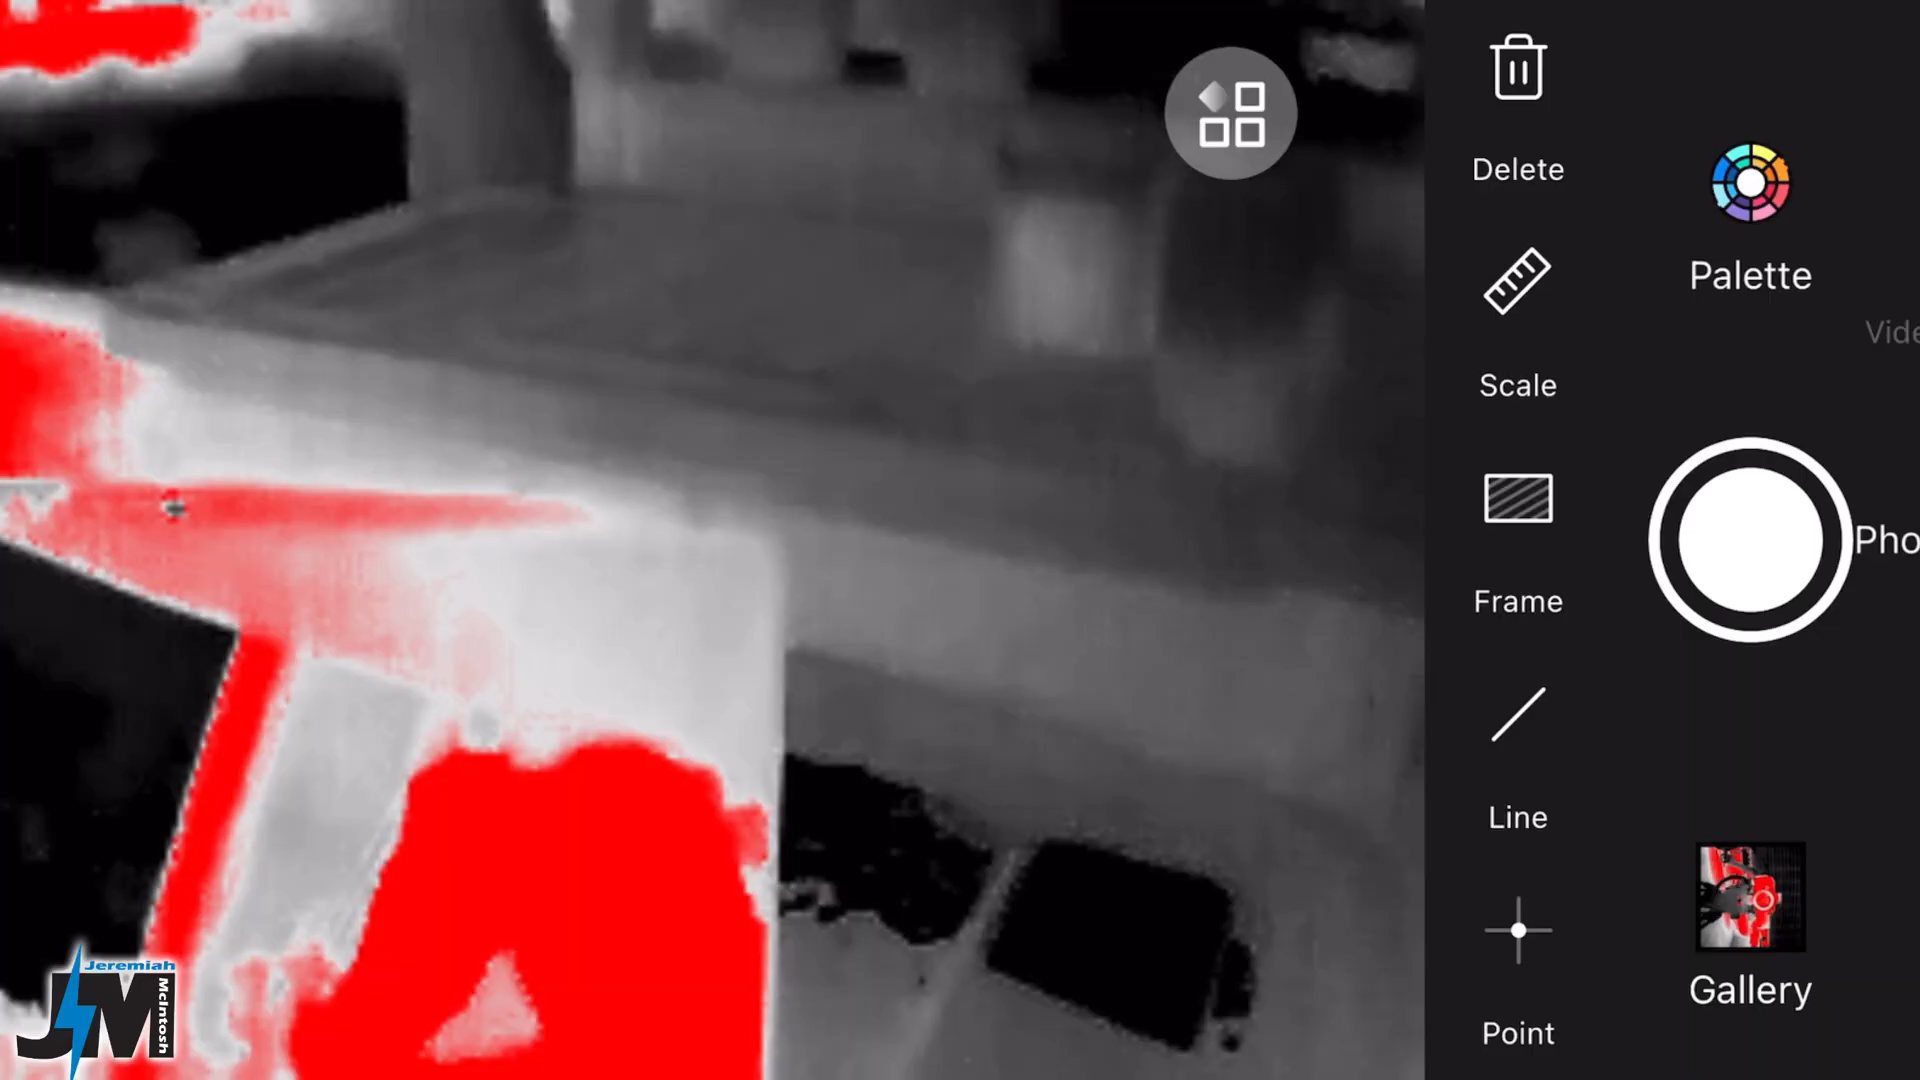 Delete
Scale
Frame
Line
Point
Palette
Vide
Pho
Gallery
Jeremiah
JM
McIntosh